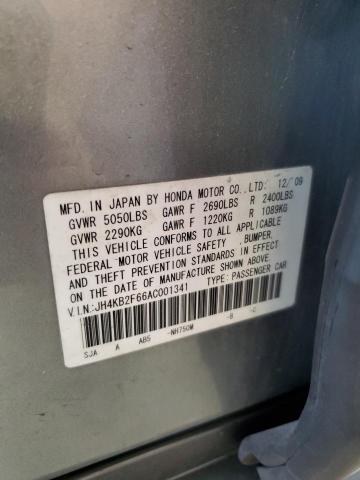 MFD. IN JAPAN BY HONDA MOTOR CO., LTD. 12/ 09
GVWR 5050LBS GAWR F 2690LBS R 2400LBS
GVWR 2290KG GAWR F 1220KG R 1089KG
THIS VEHICLE CONFORMS TO ALL APPLICABLE
FEDERAL MOTOR VEHICLE SAFETY, BUMPER,
AND THEFT PREVENTION STANDARDS IN EFFECT
ON THE DATE OF MANUFACTURE SHOWN ABOVE.
V.I.N.:JH4KB2F66AC001341 TYPE: PASSENGER CAR
SJA A ABS -NH750M -B -C